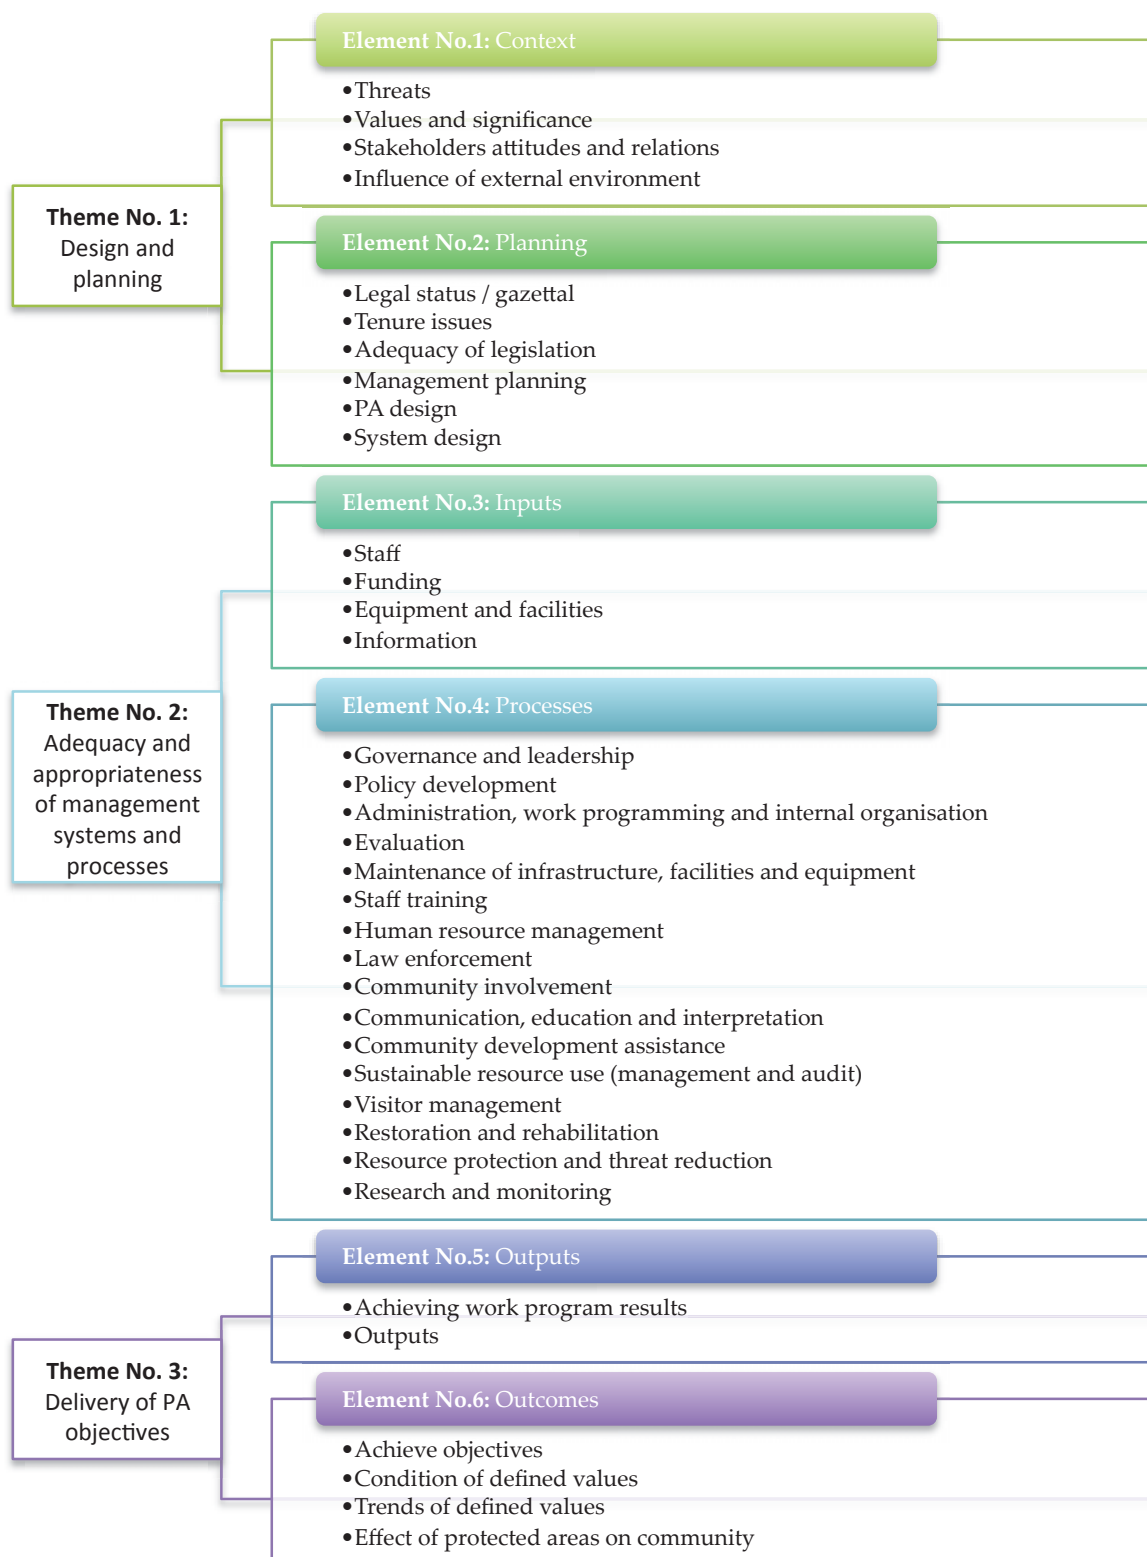 Element No.1: Context
•Threats
•Values and significance
•Stakeholders attitudes and relations
•Influence of external environment
Theme No. 1:
Design and
planning
Element No.2: Planning
•Legal status / gazettal
•Tenure issues
•Adequacy of legislation
•Management planning
•PA design
•System design
Element No.3: Inputs
•Staff
•Funding
•Equipment and facilities
•Information
Theme No. 2:
Adequacy and
appropriateness
of management
systems and
processes
Element No.4: Processes
•Governance and leadership
•Policy development
•Administration, work programming and internal organisation
•Evaluation
•Maintenance of infrastructure, facilities and equipment
•Staff training
•Human resource management
•Law enforcement
•Community involvement
•Communication, education and interpretation
•Community development assistance
•Sustainable resource use (management and audit)
•Visitor management
•Restoration and rehabilitation
•Resource protection and threat reduction
•Research and monitoring
Element No.5: Outputs
•Achieving work program results
•Outputs
Theme No. 3:
Delivery of PA
objectives
Element No.6: Outcomes
•Achieve objectives
•Condition of defined values
•Trends of defined values
•Effect of protected areas on community